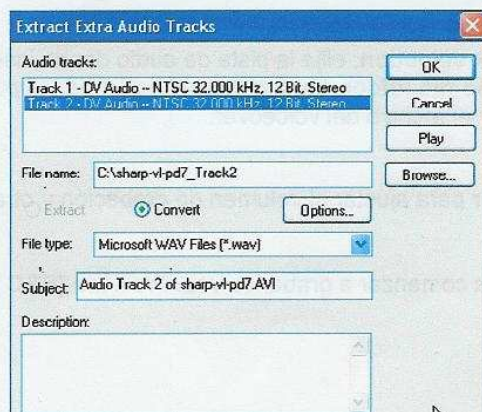 Extract Extra Audio Tracks
Audio tracks:
OK
Track 1 - DV Audio -- NTSC 32.000 kHz, 12 Bit, Stereo
Track 2 - DV Audio -- NTSC 32.000 kHz, 12 Bit, Stereo
Cancel
Play
File name: C:\sharp-vl-pd7_Track2 Browse...
Extract Convert Options...
File type: Microsoft WAV Files (*.wav)
Subject: Audio Track 2 of sharp-vl-pd7.AVI
Description: